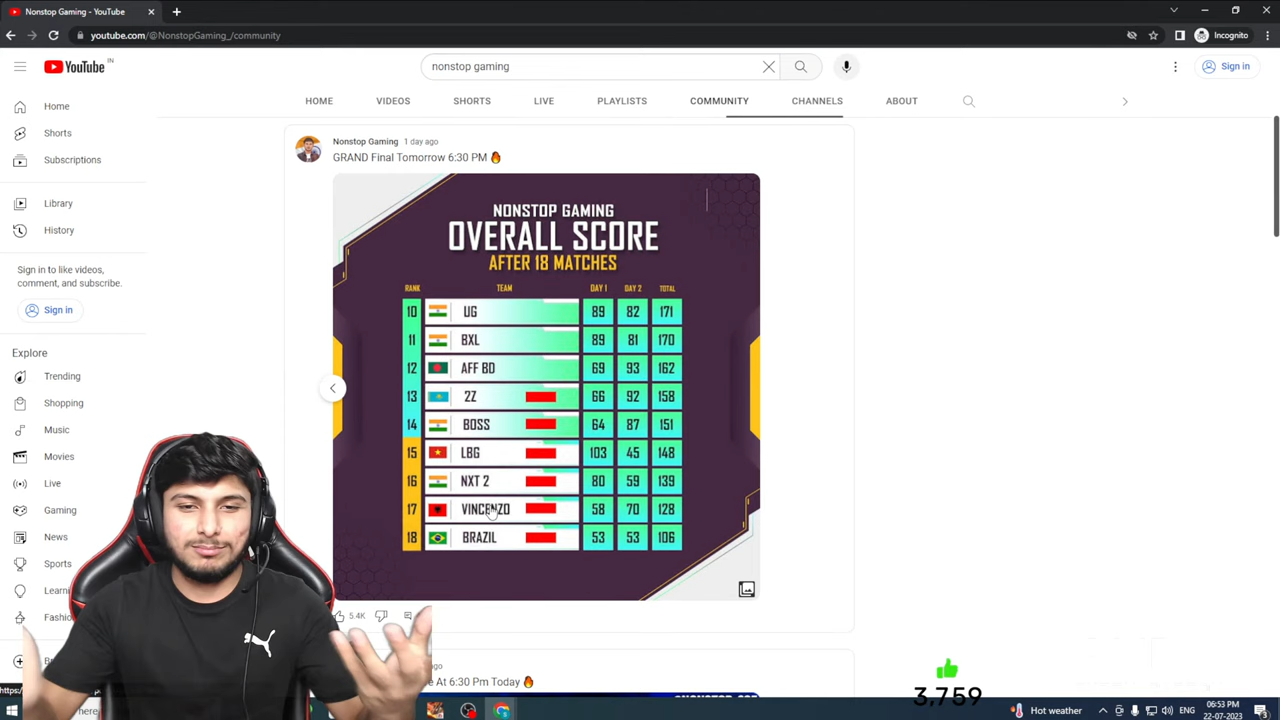 Nonstop Gaming - YouTube
youtube.com/@NonstopGaming_/community
Incognito
YouTube IN
nonstop gaming
Sign in
HOME VIDEOS SHORTS LIVE PLAYLISTS COMMUNITY CHANNELS ABOUT
Home
Shorts
Subscriptions
Library
History
Sign in to like videos,
comment, and subscribe.
Sign in
Explore
Trending
Shopping
Music
Movies
Live
Gaming
News
Sports
Nonstop Gaming 1 day ago
GRAND Final Tomorrow 6:30 PM 🔥
NONSTOP GAMING
OVERALL SCORE
AFTER 18 MATCHES
RANK TEAM DAY 1 DAY 2 TOTAL
10 UG 89 82 171
11 BXL 89 81 170
12 AFF BD 69 93 162
13 2Z 66 92 158
14 BOSS 64 87 151
15 LBG 103 45 148
16 NXT 2 80 59 139
17 VINCENZO 58 70 128
18 BRAZIL 53 53 106
5.4K
ago
At 6:30 Pm Today 🔥
3,759
here
Hot weather
06:53 PM
22-07-2023